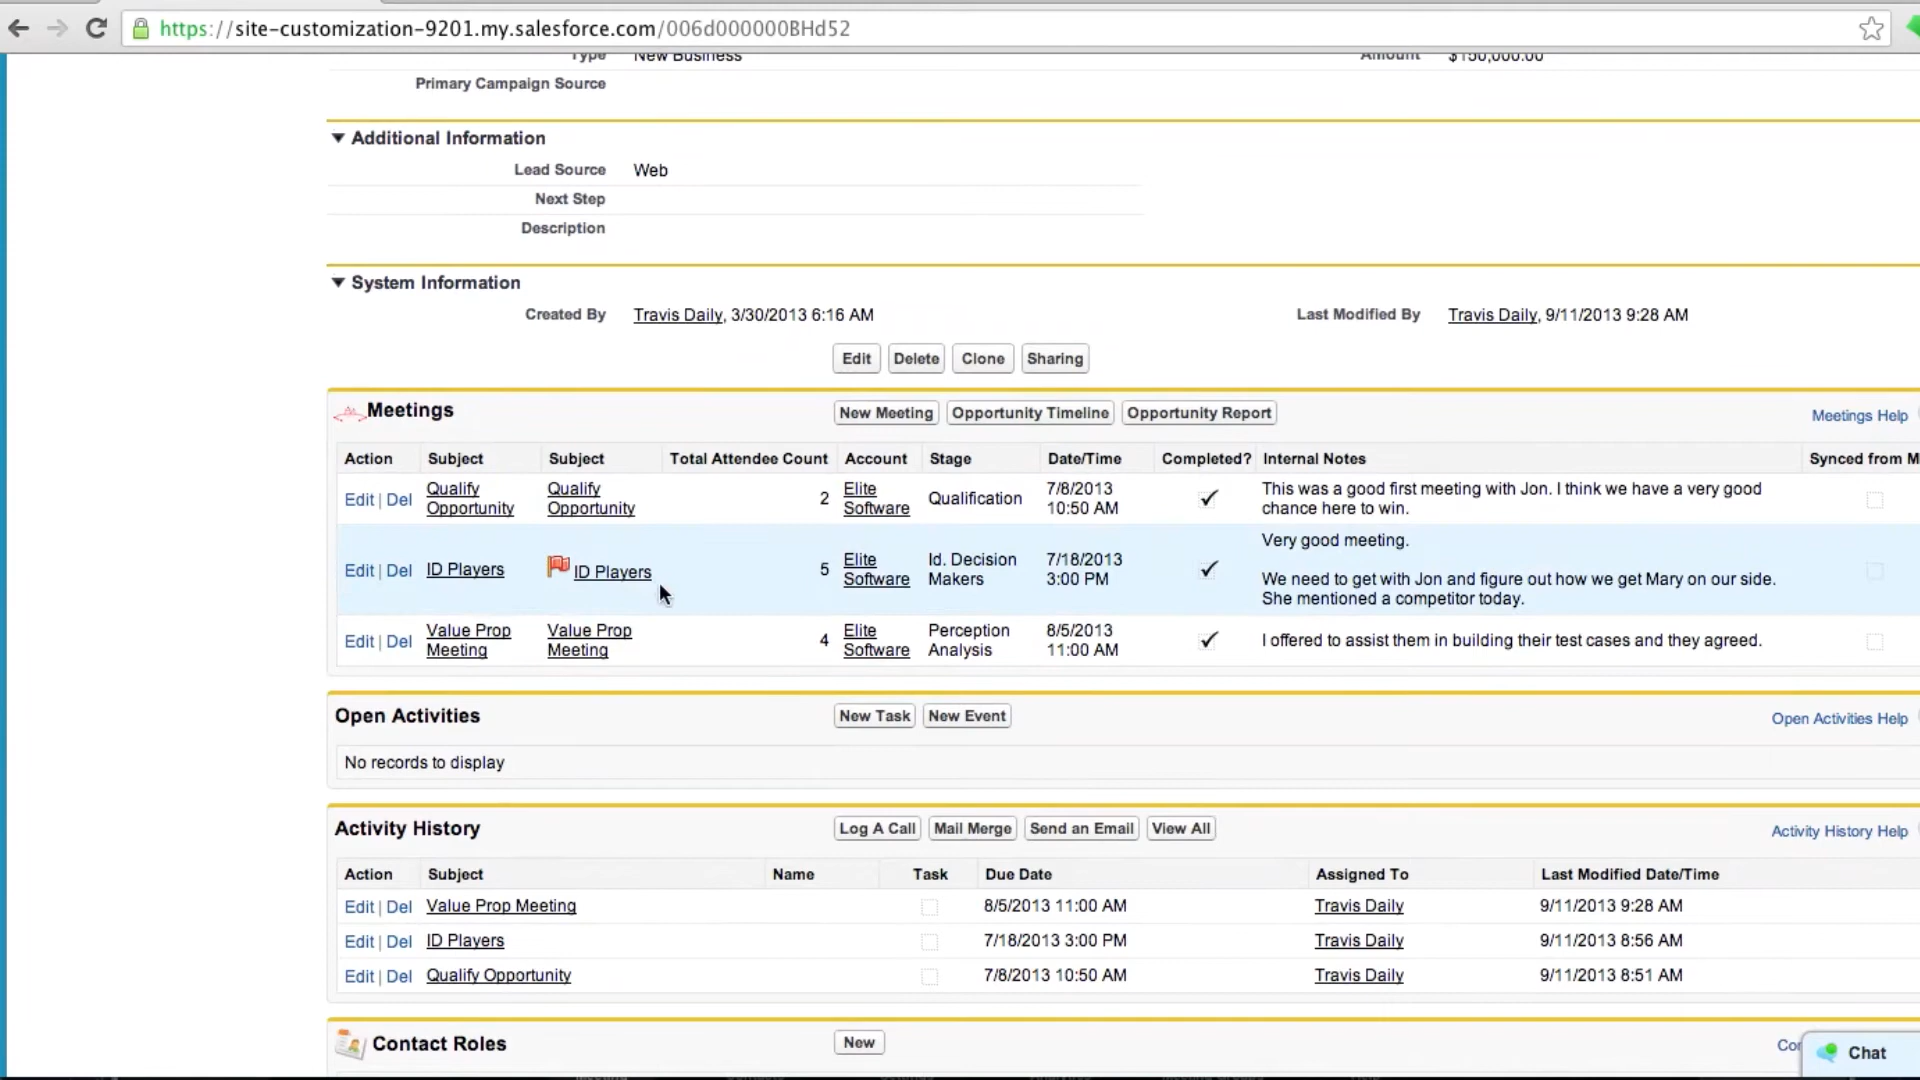 https://site-customization-9201.my.salesforce.com/006d000000BHd52
Type New Business Amount $150,000.00
Primary Campaign Source
Additional Information
Lead Source Web
Next Step
Description
System Information
Created By Travis Daily, 3/30/2013 6:16 AM Last Modified By Travis Daily, 9/11/2013 9:28 AM
Edit Delete Clone Sharing
Meetings New Meeting Opportunity Timeline Opportunity Report Meetings Help
Action Subject Subject Total Attendee Count Account Stage Date/Time Completed? Internal Notes Synced from M
Edit | Del Qualify Opportunity Qualify Opportunity 2 Elite Software Qualification 7/8/2013 10:50 AM This was a good first meeting with Jon. I think we have a very good
chance here to win.
Edit | Del ID Players ID Players 5 Elite Software Id. Decision Makers 7/18/2013 3:00 PM Very good meeting.
We need to get with Jon and figure out how we get Mary on our side.
She mentioned a competitor today.
Edit | Del Value Prop Meeting Value Prop Meeting 4 Elite Software Perception Analysis 8/5/2013 11:00 AM I offered to assist them in building their test cases and they agreed.
Open Activities New Task New Event Open Activities Help
No records to display
Activity History Log A Call Mail Merge Send an Email View All Activity History Help
Action Subject Name Task Due Date Assigned To Last Modified Date/Time
Edit | Del Value Prop Meeting 8/5/2013 11:00 AM Travis Daily 9/11/2013 9:28 AM
Edit | Del ID Players 7/18/2013 3:00 PM Travis Daily 9/11/2013 8:56 AM
Edit | Del Qualify Opportunity 7/8/2013 10:50 AM Travis Daily 9/11/2013 8:51 AM
Contact Roles New Chat